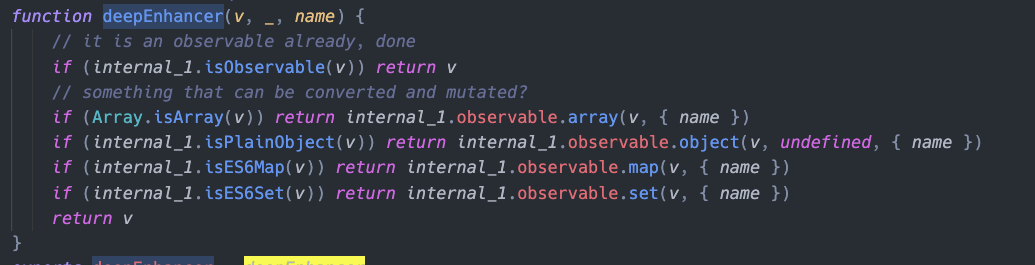 function deepEnhancer(v, _, name) {
// it is an observable already, done
if (internal_1.isObservable(v)) return v
// something that can be converted and mutated?
if (Array.isArray(v)) return internal_1.observable.array(v, { name })
if (internal_1.isPlainObject(v)) return internal_1.observable.object(v, undefined, { name })
if (internal_1.isES6Map(v)) return internal_1.observable.map(v, { name })
if (internal_1.isES6Set(v)) return internal_1.observable.set(v, { name })
return v
}